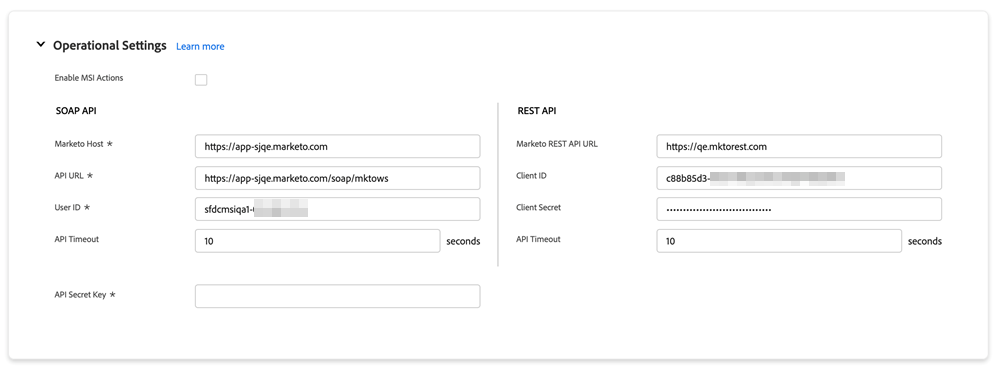 Operational Settings Learn more
Enable MSI Actions
SOAP API
Marketo Host *
https://app-sjqe.marketo.com
API URL *
https://app-sjqe.marketo.com/soap/mktows
User ID *
sfdcmsiqa1-
API Timeout
10 seconds
API Secret Key *
REST API
Marketo REST API URL
https://qe.mktorest.com
Client ID
c88b85d3-
Client Secret
API Timeout
10 seconds